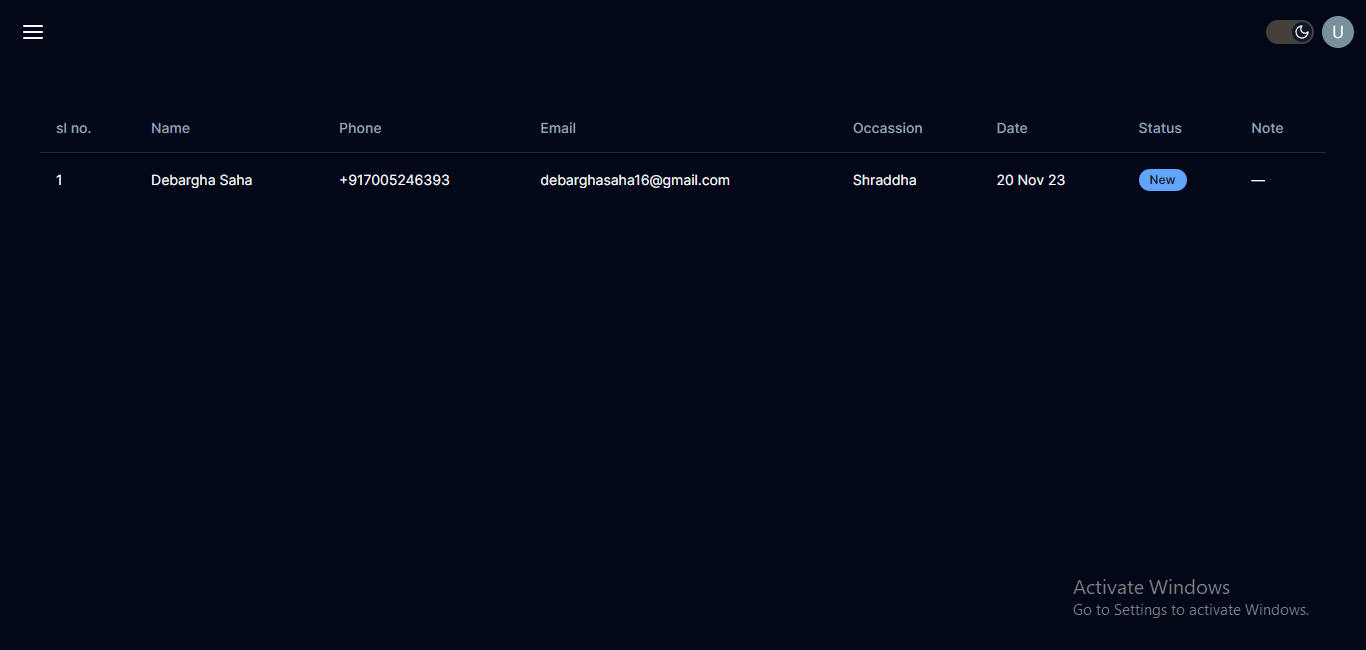 U
sl no. Name Phone Email Occassion Date Status Note
1 Debargha Saha +917005246393 debarghasaha16@gmail.com Shraddha 20 Nov 23 New —
Activate Windows
Go to Settings to activate Windows.